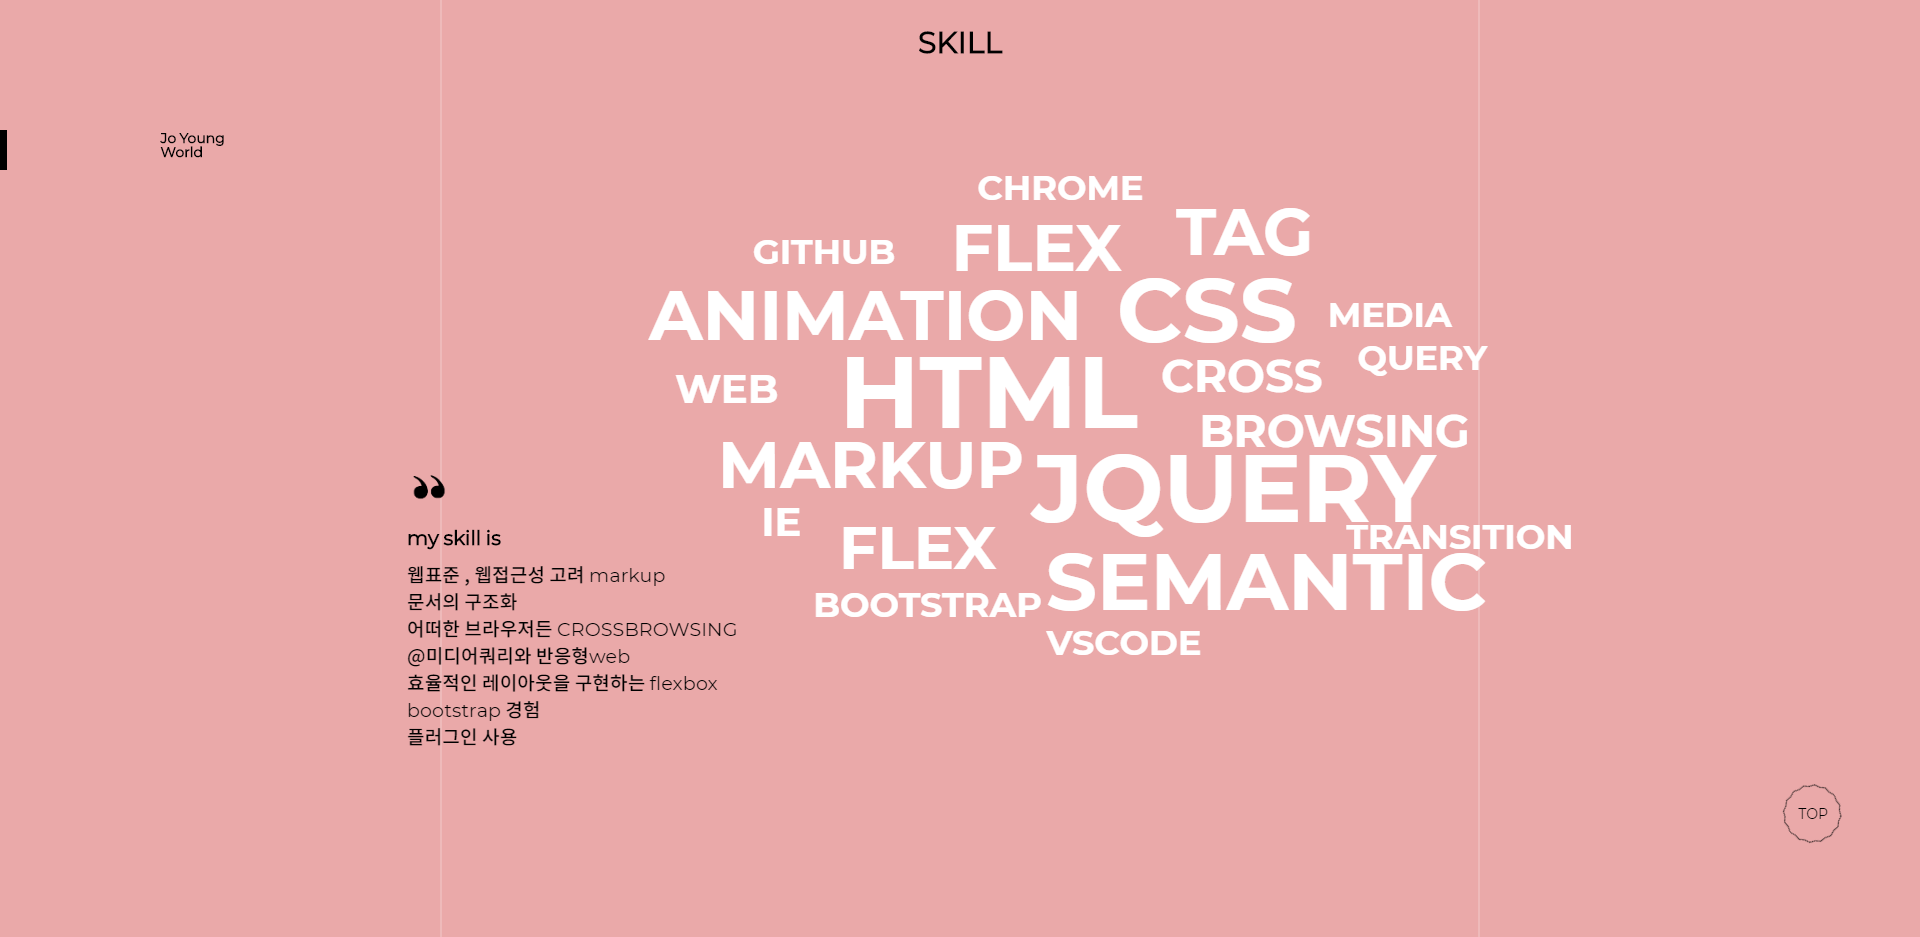 SKILL
Jo Young
World
CHROME
TAG
GITHUB
FLEX
ANIMATION
CSS
MEDIA
QUERY
WEB
HTML
CROSS
BROWSING
MARKUP
JQUERY
IE
FLEX
TRANSITION
SEMANTIC
BOOTSTRAP
VSCODE
“
my skill is
웹표준 , 웹접근성 고려 markup
문서의 구조화
어떠한 브라우저든 CROSSBROWSING
@미디어쿼리와 반응형web
효율적인 레이아웃을 구현하는 flexbox
bootstrap 경험
플러그인 사용
TOP